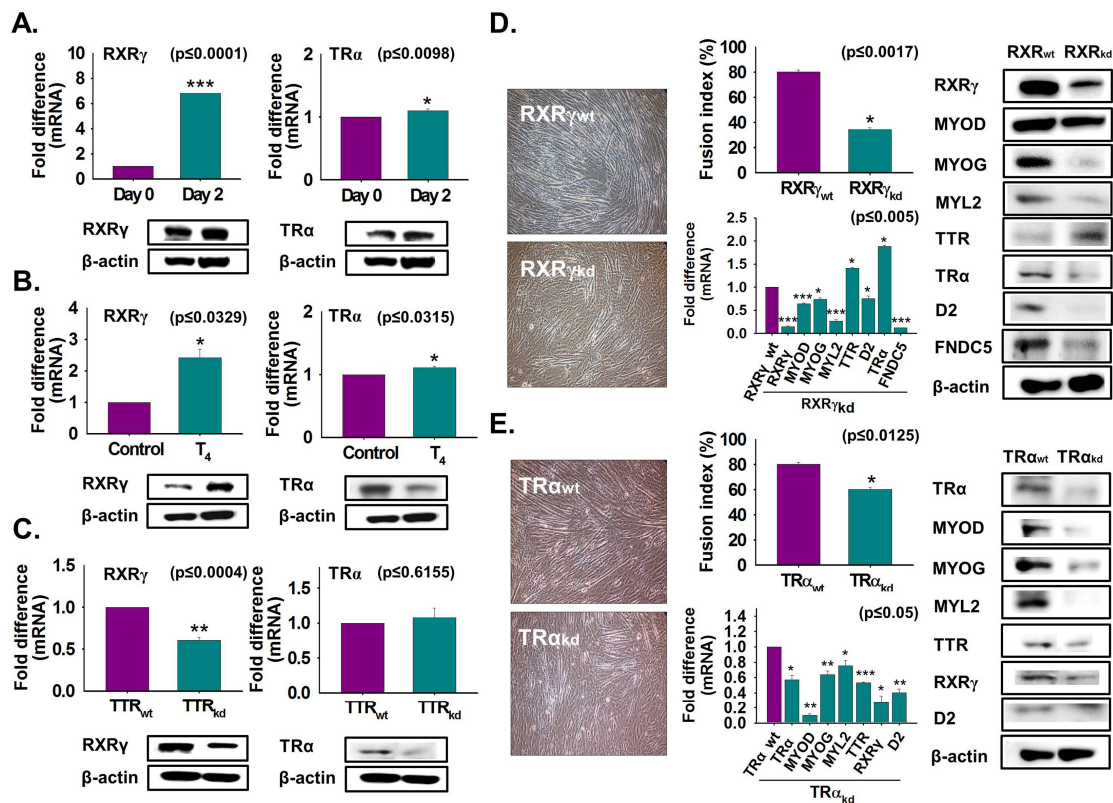 A.
RXRγ (p≤0.0001)
Fold difference
(mRNA)
8
6
4
2
0
***
Day 0 Day 2
RXRγ
β-actin
TRα (p≤0.0098)
Fold difference
(mRNA)
2
1
0
*
Day 0 Day 2
TRα
β-actin
B.
RXRγ (p≤0.0329)
Fold difference
(mRNA)
4
3
2
1
0
*
Control T4
RXRγ
β-actin
TRα (p≤0.0315)
Fold difference
(mRNA)
2
1
0
*
Control T4
TRα
β-actin
C.
RXRγ (p≤0.0004)
Fold difference
(mRNA)
1.5
1.0
0.5
0.0
**
TTRwt TTRkd
RXRγ
β-actin
TRα (p≤0.6155)
Fold difference
(mRNA)
2.0
1.5
1.0
0.5
0.0
TTRwt TTRkd
TRα
β-actin
D.
RXRγwt
RXRγkd
Fusion index (%)
100
80
60
40
20
0
(p≤0.0017)
*
RXRγwt RXRγkd
Fold difference
(mRNA)
2.5
2.0
1.5
1.0
0.5
0.0
(p≤0.005)
*** *** * *** * * * ***
RXRγ wt RXRγ MYOD MYOG MYL2 TTR D2 TRα FNDC5
RXRγkd
RXRwt RXRkd
RXRγ
MYOD
MYOG
MYL2
TTR
TRα
D2
FNDC5
β-actin
E.
TRαwt
TRαkd
Fusion index (%)
100
80
60
40
20
0
(p≤0.0125)
*
TRαwt TRαkd
Fold difference
(mRNA)
1.4
1.2
1.0
0.8
0.6
0.4
0.2
0.0
(p≤0.05)
* ** ** * *** * **
TRα wt TRα MYOD MYOG MYL2 TTR RXRγ D2
TRαkd
TRαwt TRαkd
TRα
MYOD
MYOG
MYL2
TTR
RXRγ
D2
β-actin